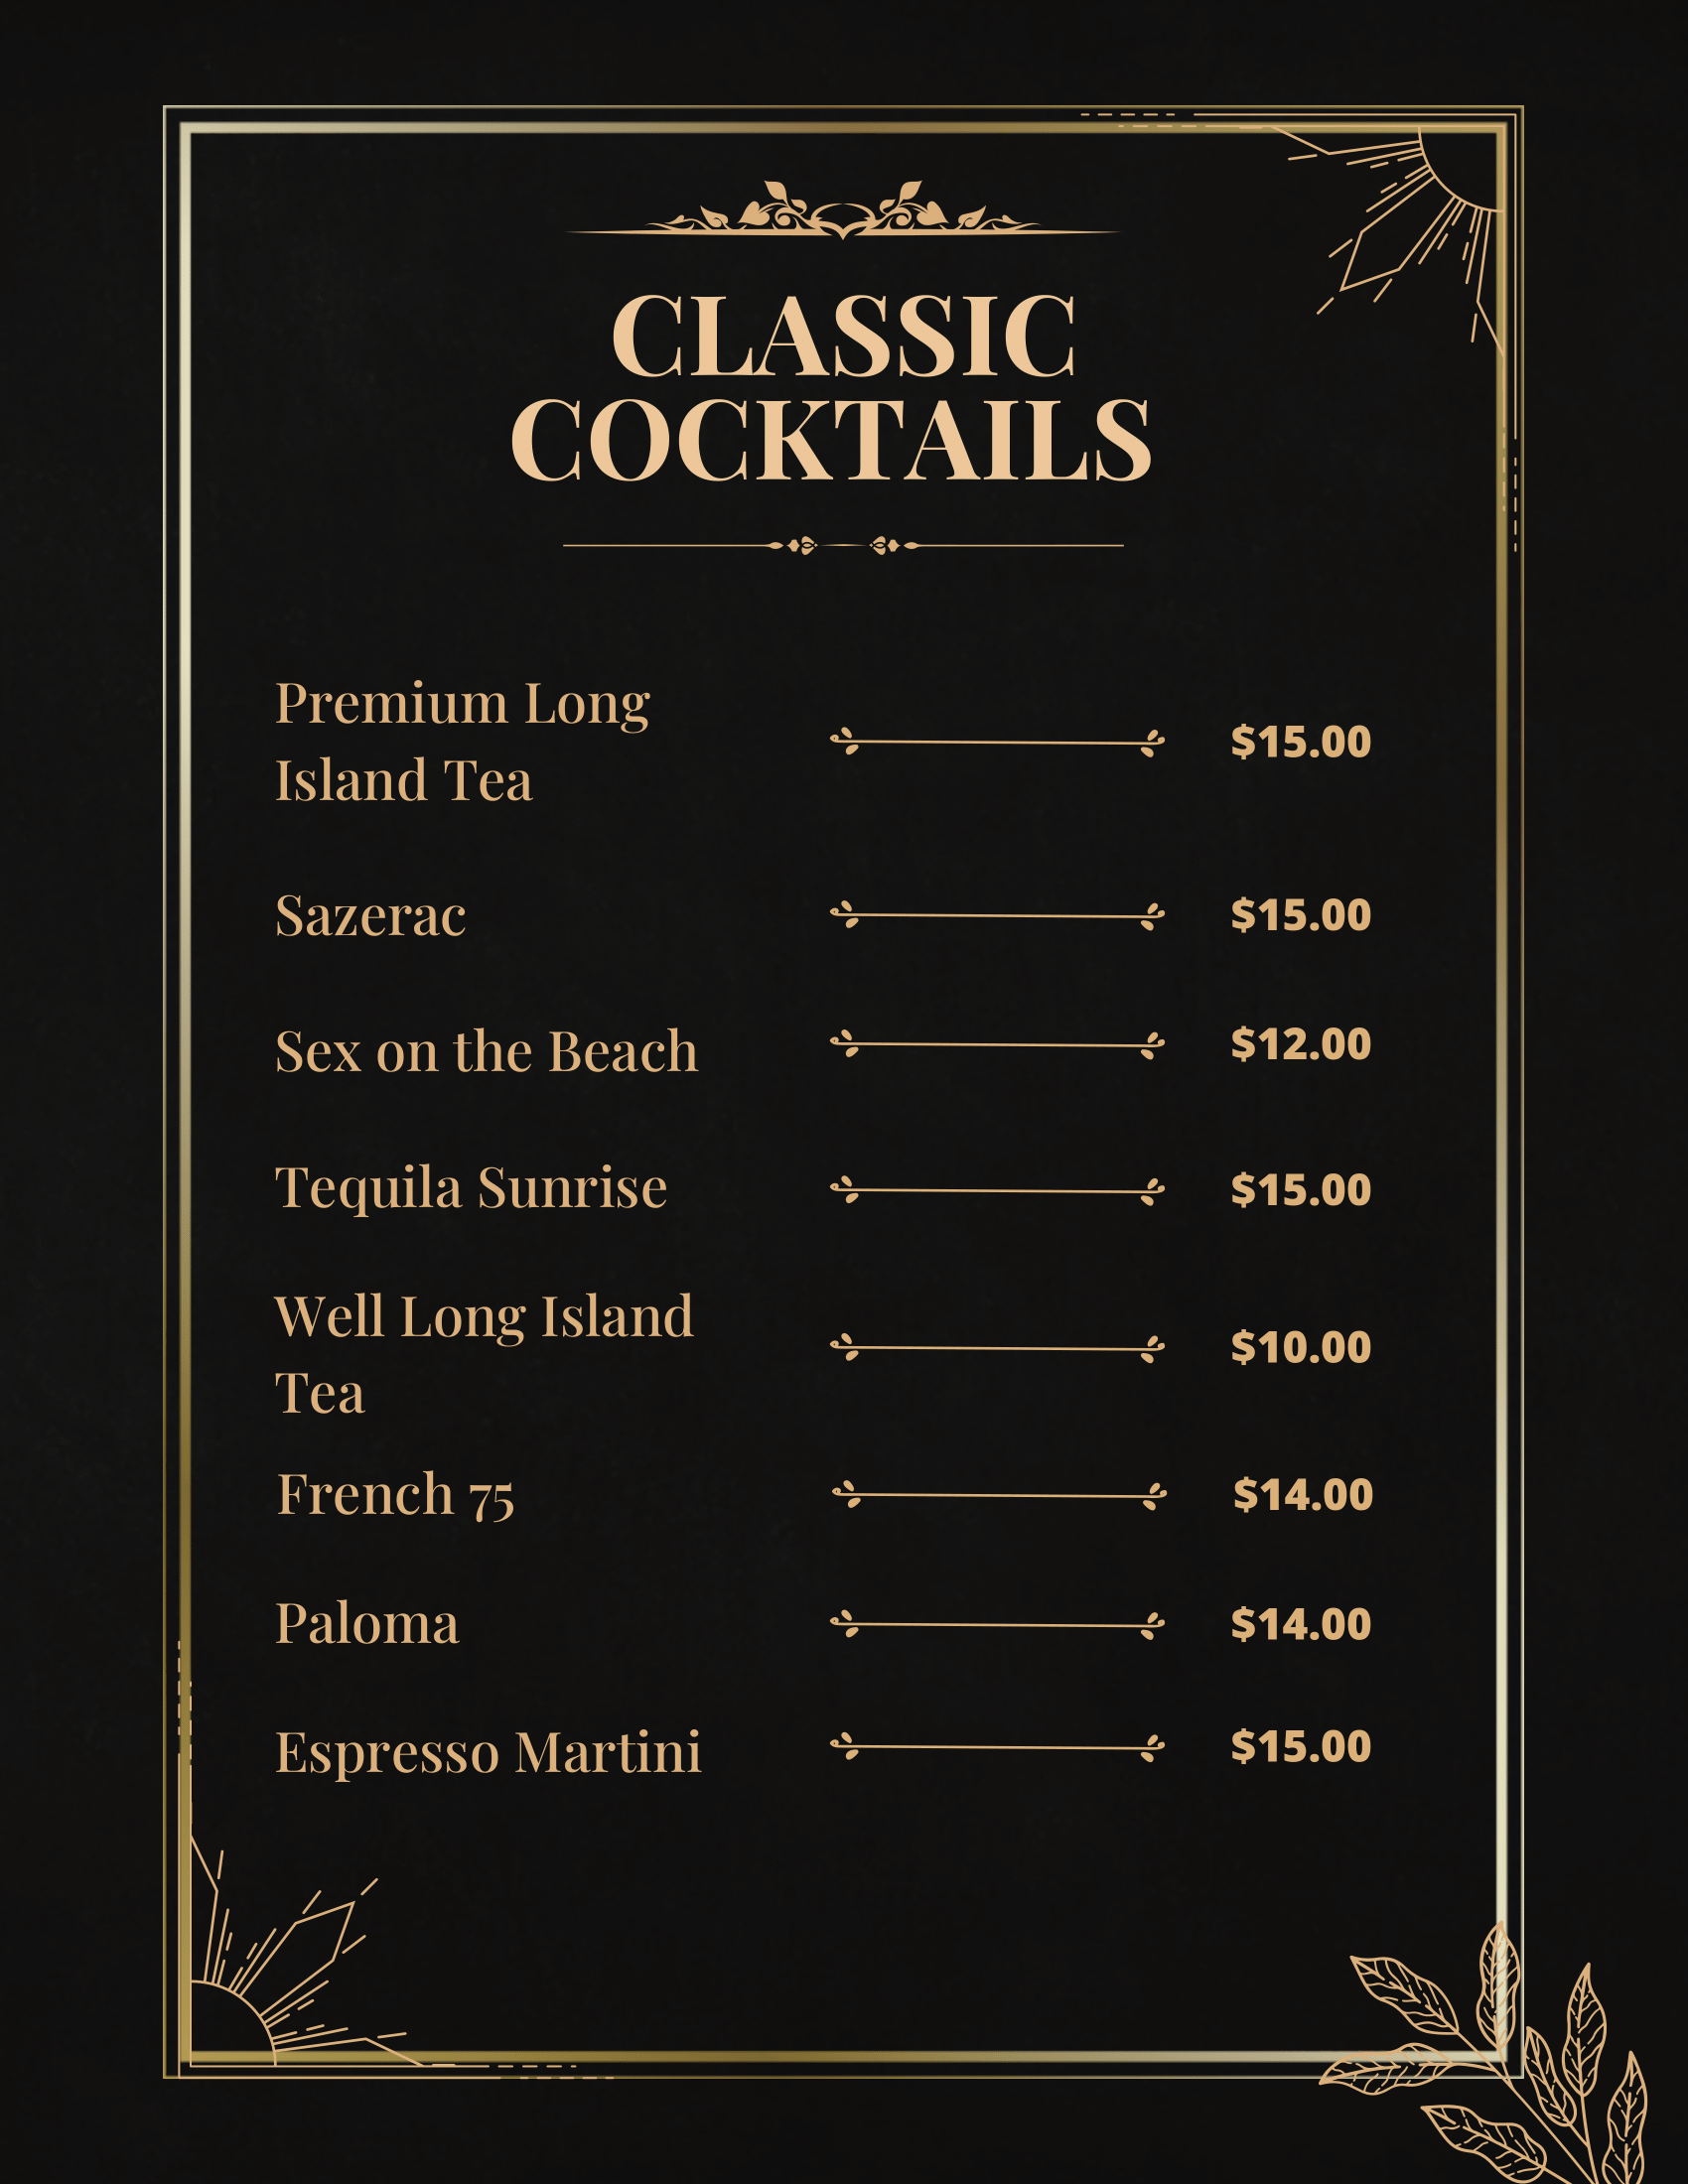 CLASSIC
COCKTAILS
Premium Long
Island Tea
$15.00
Sazerac $15.00
Sex on the Beach $12.00
Tequila Sunrise $15.00
Well Long Island
Tea
$10.00
French 75 $14.00
Paloma $14.00
Espresso Martini $15.00